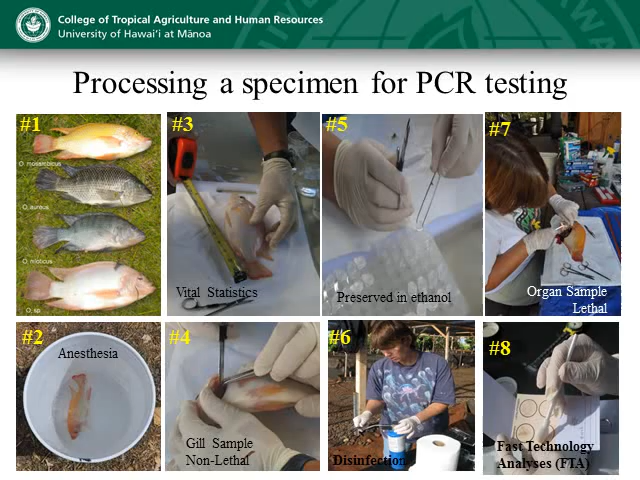 College of Tropical Agriculture and Human Resources
University of Hawai'i at Mānoa
Processing a specimen for PCR testing
#1
O. mossambicus
O. aureus
O. niloticus
O. sp.
#3
Vital Statistics
#5
Preserved in ethanol
#7
Organ Sample
Lethal
#2
Anesthesia
#4
Gill Sample
Non-Lethal
#6
Disinfection
#8
Fast Technology
Analyses (FTA)